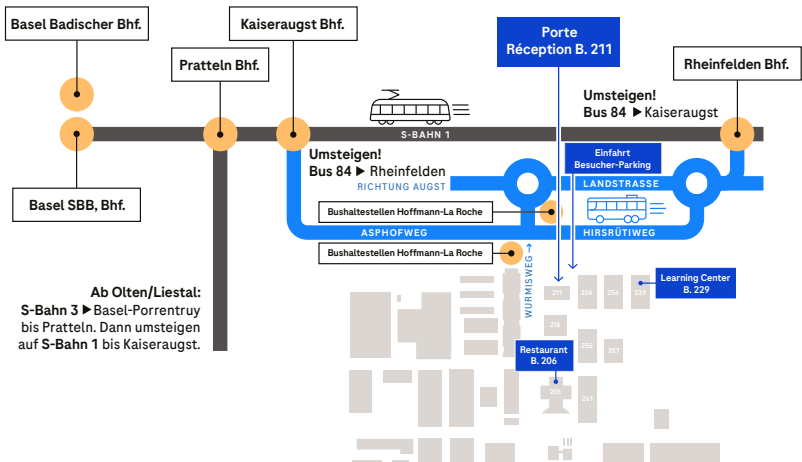 Basel Badischer Bhf.
Kaiseraugst Bhf.
Porte
Réception B. 211
Pratteln Bhf.
Rheinfelden Bhf.
Umsteigen!
Bus 84 ▶ Kaiseraugst
S-BAHN 1
Umsteigen!
Bus 84 ▶ Rheinfelden
RICHTUNG AUGST
Einfahrt
Besucher-Parking
LANDSTRASSE
Basel SBB, Bhf.
Bushaltestellen Hoffmann-La Roche
ASPHOFWEG
HIRSRÜTIWEG
Bushaltestellen Hoffmann-La Roche
WURMISWEG →
Ab Olten/Liestal:
S-Bahn 3 ▶ Basel-Porrentruy
bis Pratteln. Dann umsteigen
auf S-Bahn 1 bis Kaiseraugst.
Learning Center
B. 229
211
254
256
229
210
255
257
Restaurant
B. 206
206
261